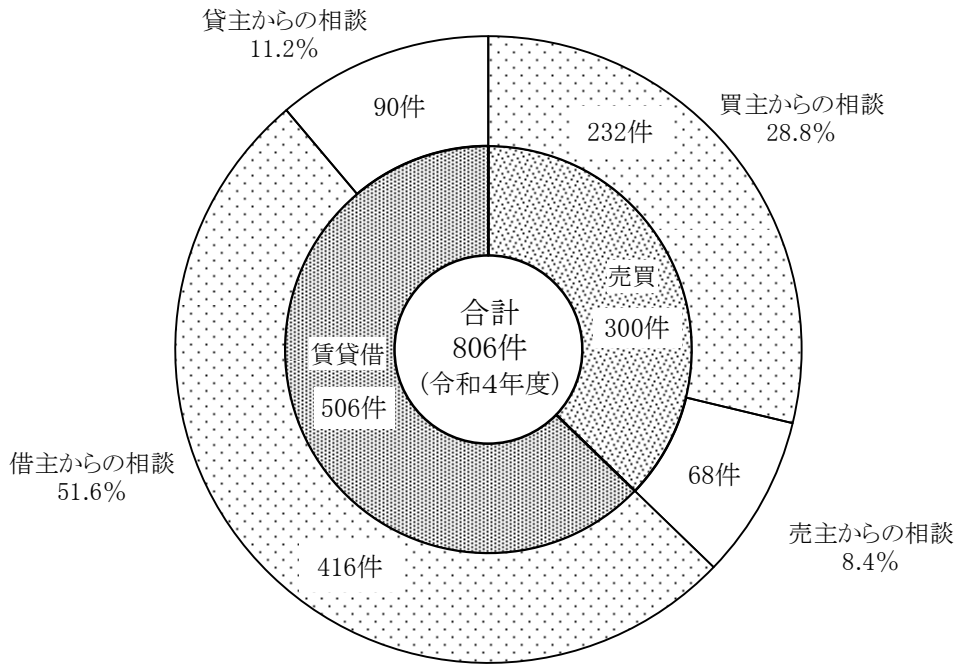 貸主からの相談
11.2%
90件
買主からの相談
28.8%
232件
売買
300件
合計
806件
(令和4年度)
賃貸借
506件
借主からの相談
51.6%
68件
売主からの相談
8.4%
416件